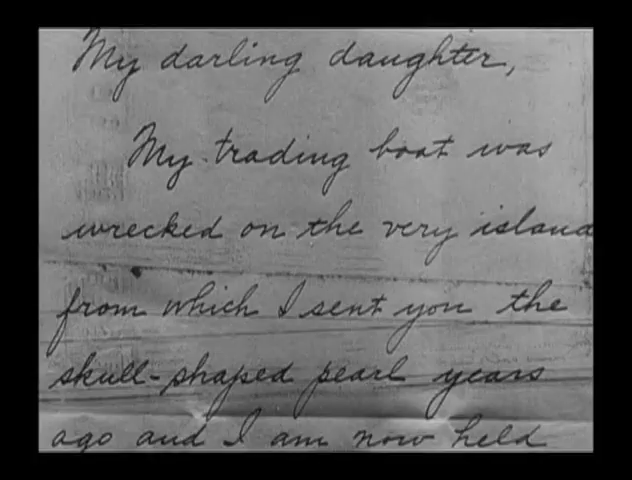 My darling daughter,
My trading boat was
wrecked on the very island
from which I sent you the
skull-shaped pearl years
ago and I am now held